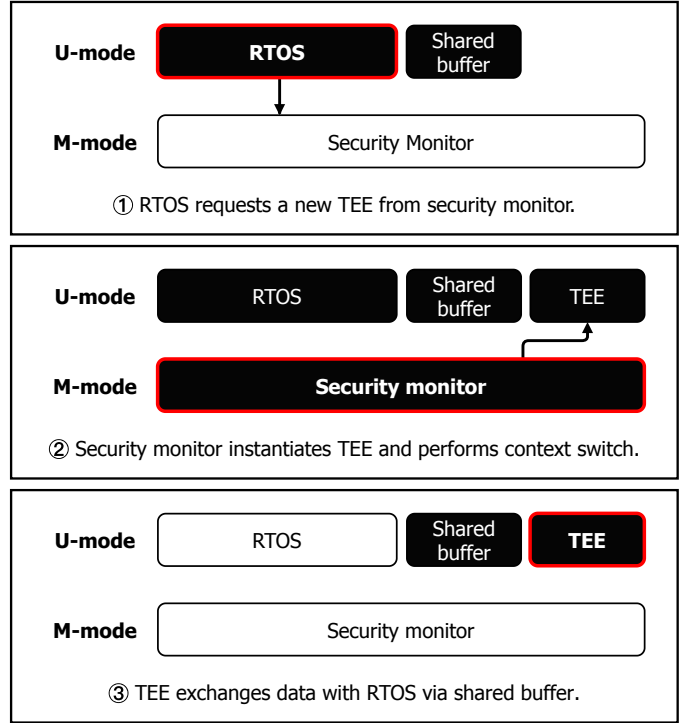 U-mode
RTOS
Shared
buffer
M-mode
Security Monitor
① RTOS requests a new TEE from security monitor.
U-mode
RTOS
Shared
buffer
TEE
M-mode
Security monitor
② Security monitor instantiates TEE and performs context switch.
U-mode
RTOS
Shared
buffer
TEE
M-mode
Security monitor
③ TEE exchanges data with RTOS via shared buffer.